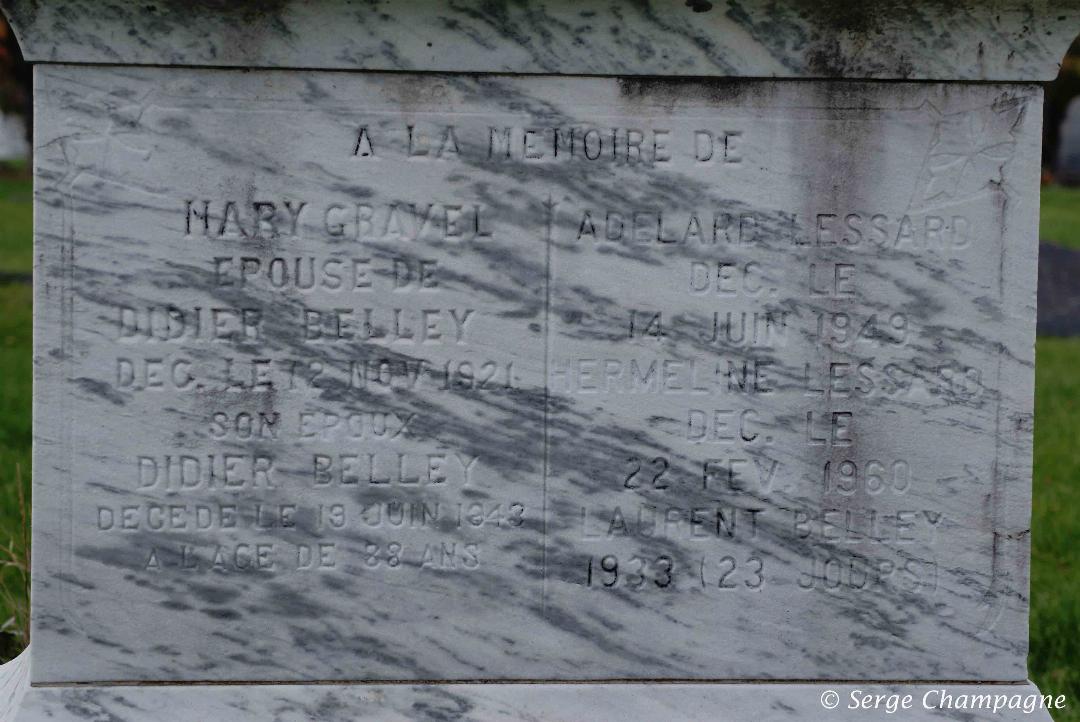 A LA MEMOIRE DE
MARY GRAVEL
EPOUSE DE
DIDIER BELLEY
DEC. LE 12 NOV 1921
SON EPOUX
DIDIER BELLEY
DECEDE LE 19 JUIN 1943
A L'AGE DE 88 ANS
ADELARD LESSARD
DEC. LE
14 JUIN 1949
HERMELINE LESSARD
DEC. LE
22 FEV. 1960
LAURENT BELLEY
1933 (23 JOURS)
© Serge Champagne